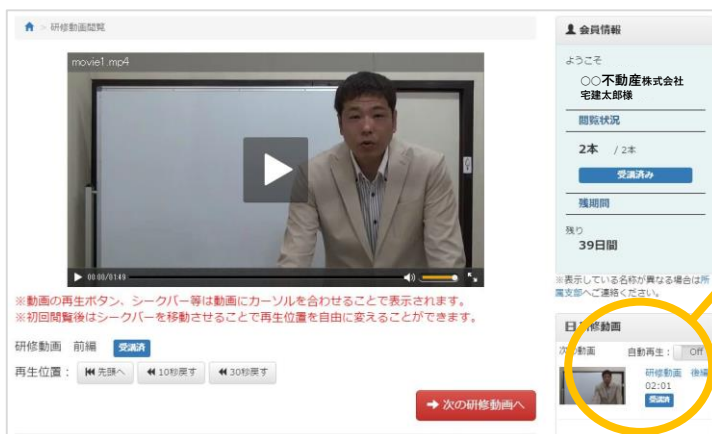 > 研修動画閲覧
movie1.mp4
00:00/01:49
※動画の再生ボタン、シークバー等は動画にカーソルを合わせることで表示されます。
※初回閲覧後はシークバーを移動させることで再生位置を自由に変えることができます。
研修動画 前編 受講済
再生位置： 先頭へ 10秒戻す 30秒戻す
次の研修動画へ
会員情報
ようこそ
○○不動産株式会社
宅建太郎様
閲覧状況
2本 / 2本
受講済み
残期間
残り
39日間
※表示している名称が異なる場合は所
属支部へご連絡ください。
研修動画
次の動画 自動再生： Off
研修動画 後編
02:01
受講済